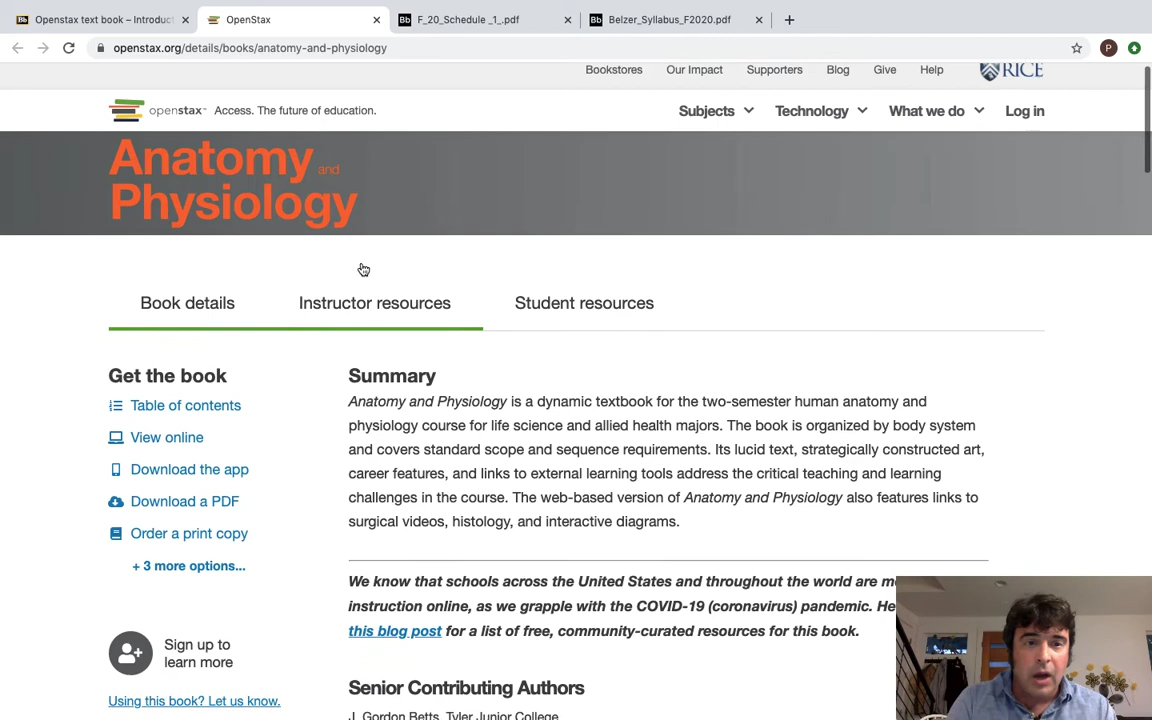 Openstax text book – Introduc
OpenStax
F_20_Schedule _1_.pdf
Belzer_Syllabus_F2020.pdf
openstax.org/details/books/anatomy-and-physiology
P
Bookstores Our Impact Supporters Blog Give Help RICE
openstax™ Access. The future of education.
Subjects Technology What we do Log in
Anatomy and
Physiology
Book details Instructor resources Student resources
Get the book
Table of contents
View online
Download the app
Download a PDF
Order a print copy
+ 3 more options...
Sign up to
learn more
Using this book? Let us know.
Summary
Anatomy and Physiology is a dynamic textbook for the two-semester human anatomy and
physiology course for life science and allied health majors. The book is organized by body system
and covers standard scope and sequence requirements. Its lucid text, strategically constructed art,
career features, and links to external learning tools address the critical teaching and learning
challenges in the course. The web-based version of Anatomy and Physiology also features links to
surgical videos, histology, and interactive diagrams.
We know that schools across the United States and throughout the world are
instruction online, as we grapple with the COVID-19 (coronavirus) pandemic.
this blog post for a list of free, community-curated resources for this book.
Senior Contributing Authors
J. Gordon Betts, Tyler Junior College